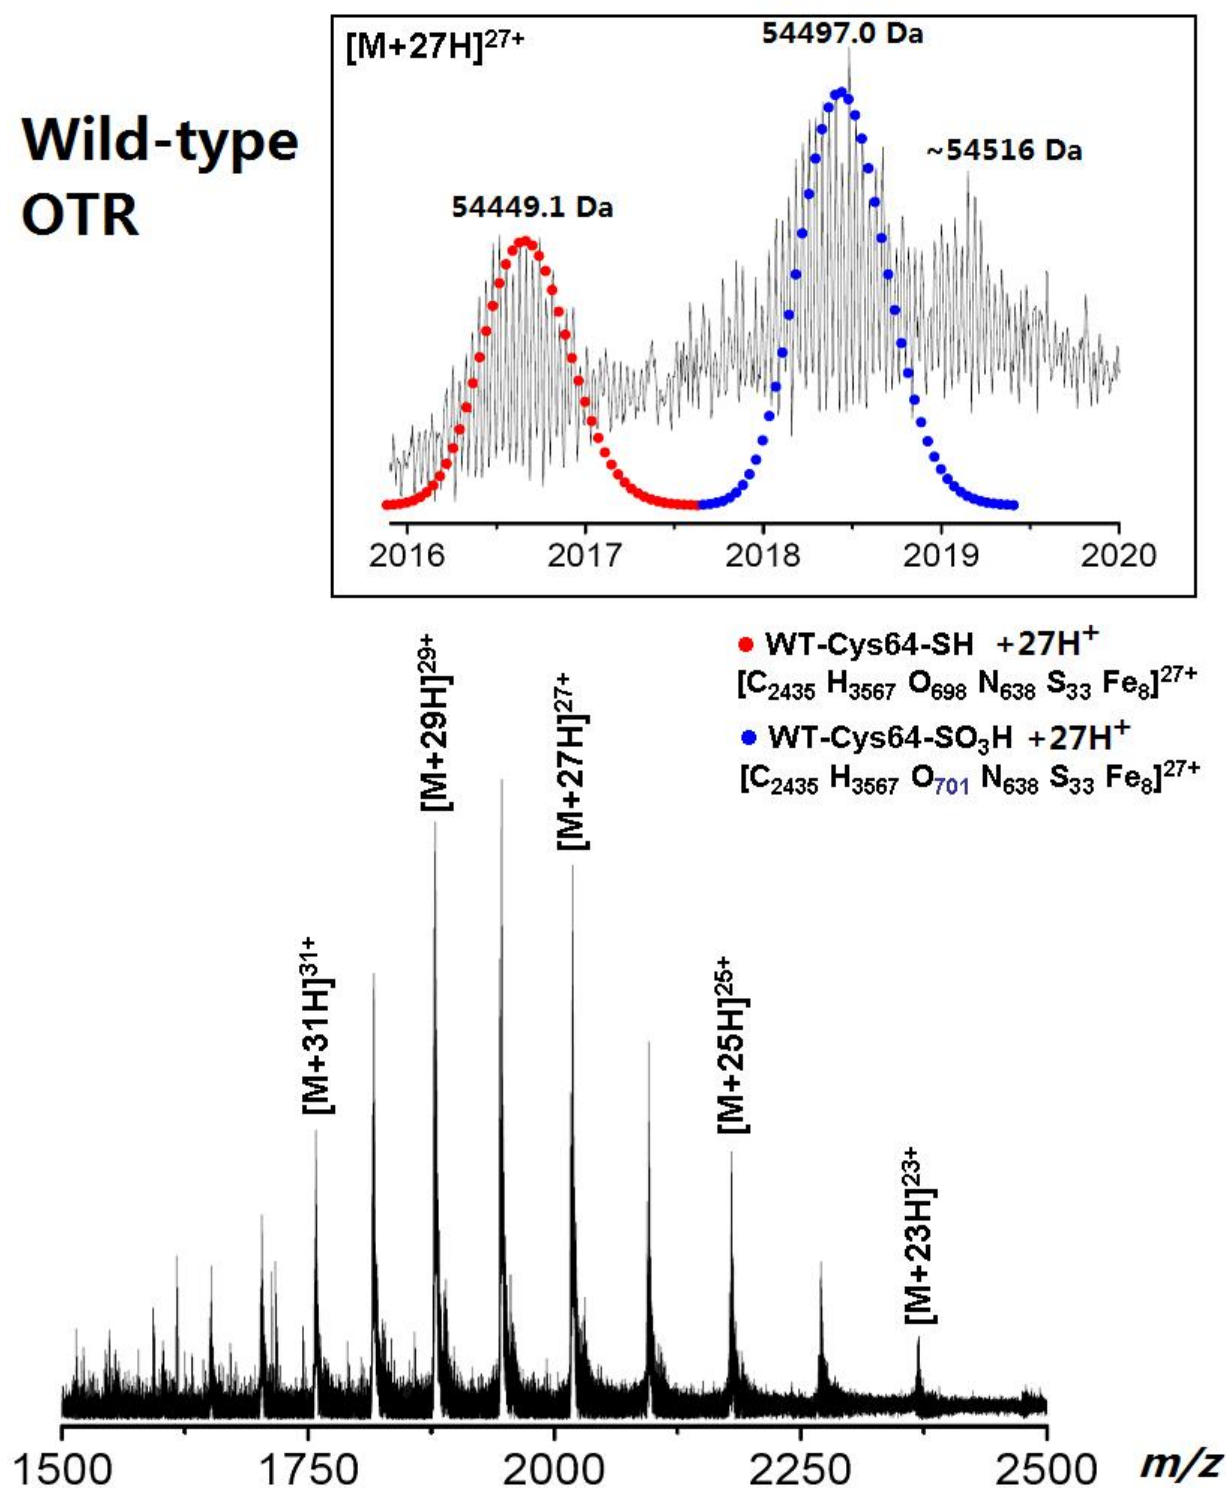 Wild-type
OTR
[M+27H]²⁷⁺
54497.0 Da
~54516 Da
54449.1 Da
2016 2017 2018 2019 2020
WT-Cys64-SH +27H⁺
[C₂₄₃₅ H₃₅₆₇ O₆₉₈ N₆₃₈ S₃₃ Fe₈]²⁷⁺
WT-Cys64-SO₃H +27H⁺
[C₂₄₃₅ H₃₅₆₇ O₇₀₁ N₆₃₈ S₃₃ Fe₈]²⁷⁺
[M+31H]³¹⁺
[M+29H]²⁹⁺
[M+27H]²⁷⁺
[M+25H]²⁵⁺
[M+23H]²³⁺
1500 1750 2000 2250 2500 m/z